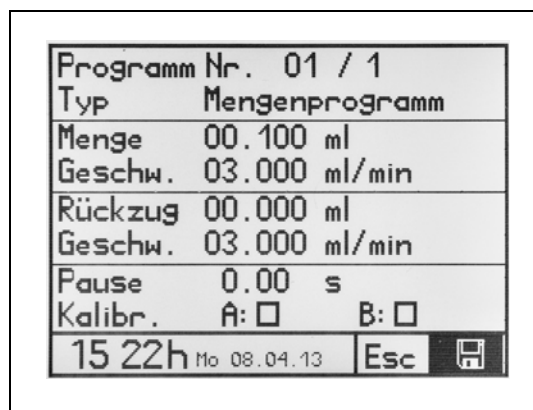 Programm Nr. 01 / 1
Typ Mengenprogramm
Menge 00.100 ml
Geschw. 03.000 ml/min
Rückzug 00.000 ml
Geschw. 03.000 ml/min
Pause 0.00 s
Kalibr. A: □ B: □
15 22h Mo 08.04.13 Esc